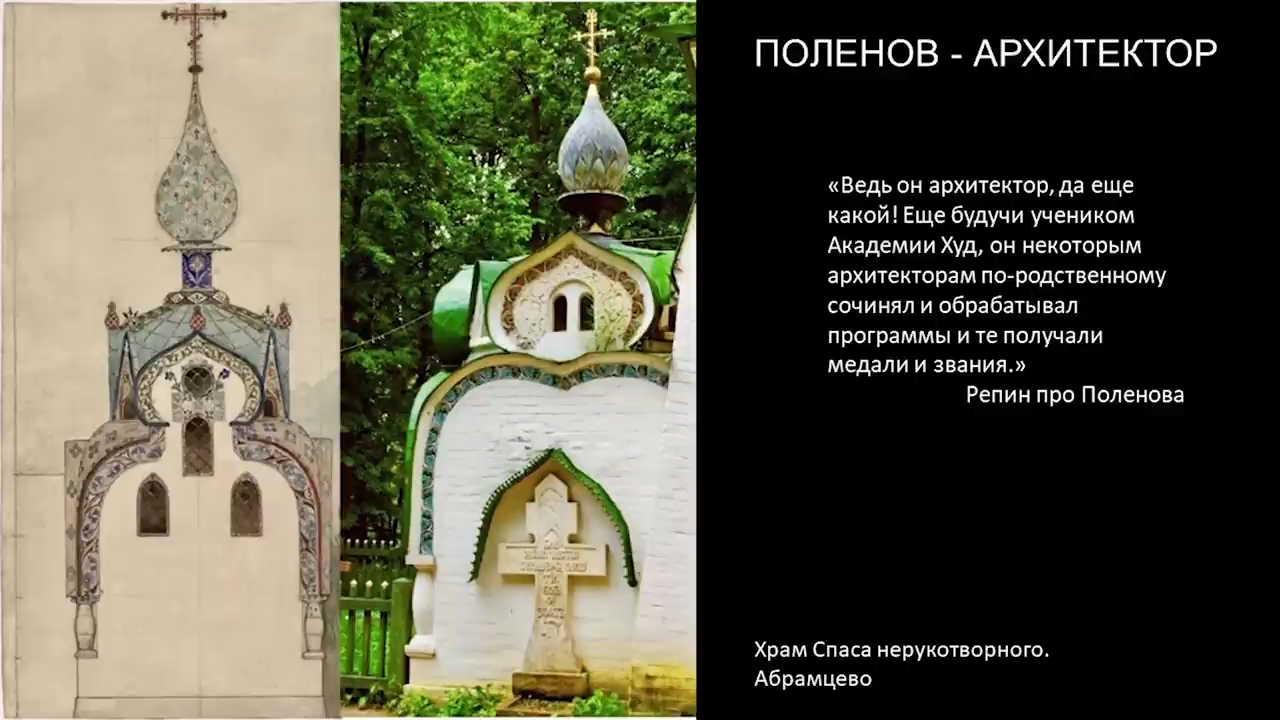 ПОЛЕНОВ - АРХИТЕКТОР
«Ведь он архитектор, да еще
какой! Еще будучи учеником
Академии Худ, он некоторым
архитекторам по-родственному
сочинял и обрабатывал
программы и те получали
медали и звания.»
Репин про Поленова
Храм Спаса нерукотворного.
Абрамцево